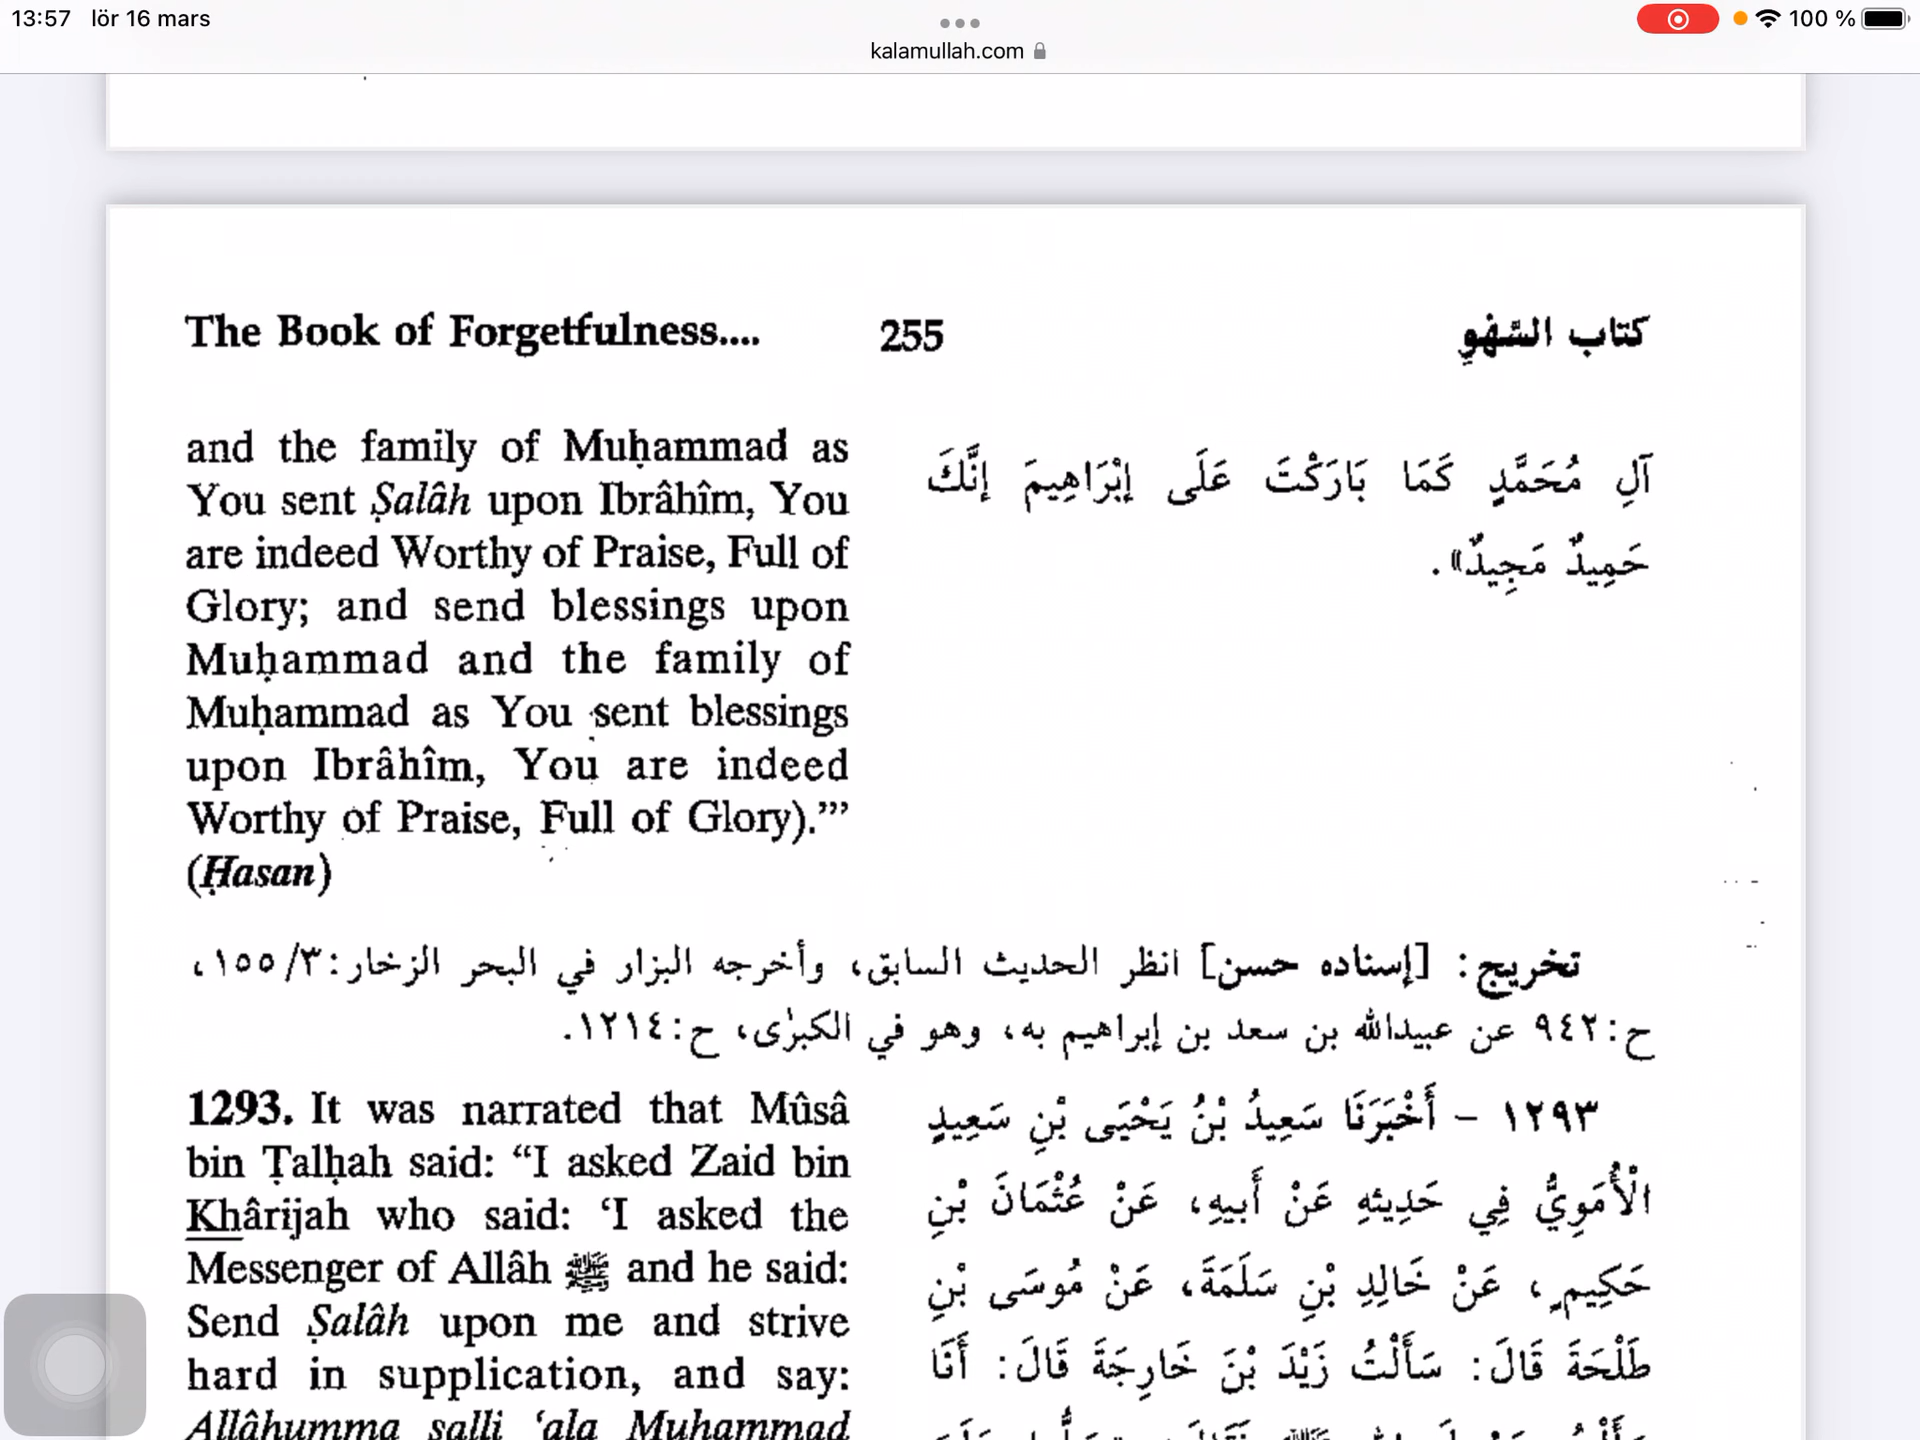 13:57 lör 16 mars
100 %
kalamullah.com
The Book of Forgetfulness.... 255 كتاب السَّهْوِ
and the family of Muḥammad as
You sent Ṣalâh upon Ibrâhîm, You
are indeed Worthy of Praise, Full of
Glory; and send blessings upon
Muḥammad and the family of
Muḥammad as You sent blessings
upon Ibrâhîm, You are indeed
Worthy of Praise, Full of Glory).”’
(Ḥasan)
آلِ مُحَمَّدٍ كَمَا بَارَكْتَ عَلَى إِبْرَاهِيمَ إِنَّكَ
حَمِيدٌ مَجِيدٌ».
تخريج: [إسناده حسن] انظر الحديث السابق، وأخرجه البزار في البحر الزخار:٣/ ١٥٥،
ح:٩٤٢ عن عبيدالله بن سعد بن إبراهيم به، وهو في الكبرٰى، ح:١٢١٤.
1293. It was narrated that Mûsâ
bin Ṭalḥah said: “I asked Zaid bin
Khârijah who said: ‘I asked the
Messenger of Allâh ﷺ and he said:
Send Ṣalâh upon me and strive
hard in supplication, and say:
Allâhumma salli ‘ala Muhammad
١٢٩٣ - أَخْبَرَنَا سَعِيدُ بْنُ يَحْيَى بْنِ سَعِيدٍ
الْأُمَوِيُّ فِي حَدِيثِهِ عَنْ أَبِيهِ، عَنْ عُثْمَانَ بْنِ
حَكِيمٍ، عَنْ خَالِدِ بْنِ سَلَمَةَ، عَنْ مُوسَى بْنِ
طَلْحَةَ قَالَ: سَأَلْتُ زَيْدَ بْنَ خَارِجَةَ قَالَ: أَنَا